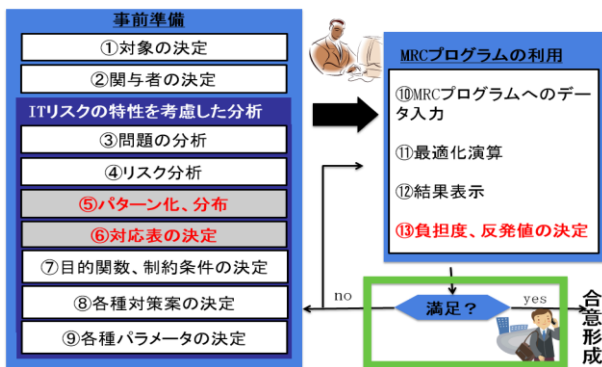 事前準備
①対象の決定
②関与者の決定
ITリスクの特性を考慮した分析
③問題の分析
④リスク分析
⑤パターン化、分布
⑥対応表の決定
⑦目的関数、制約条件の決定
⑧各種対策案の決定
⑨各種パラメータの決定
MRCプログラムの利用
⑩MRCプログラムへのデー
タ入力
⑪最適化演算
⑫結果表示
⑬負担度、反発値の決定
no
満足？
yes
合意形成